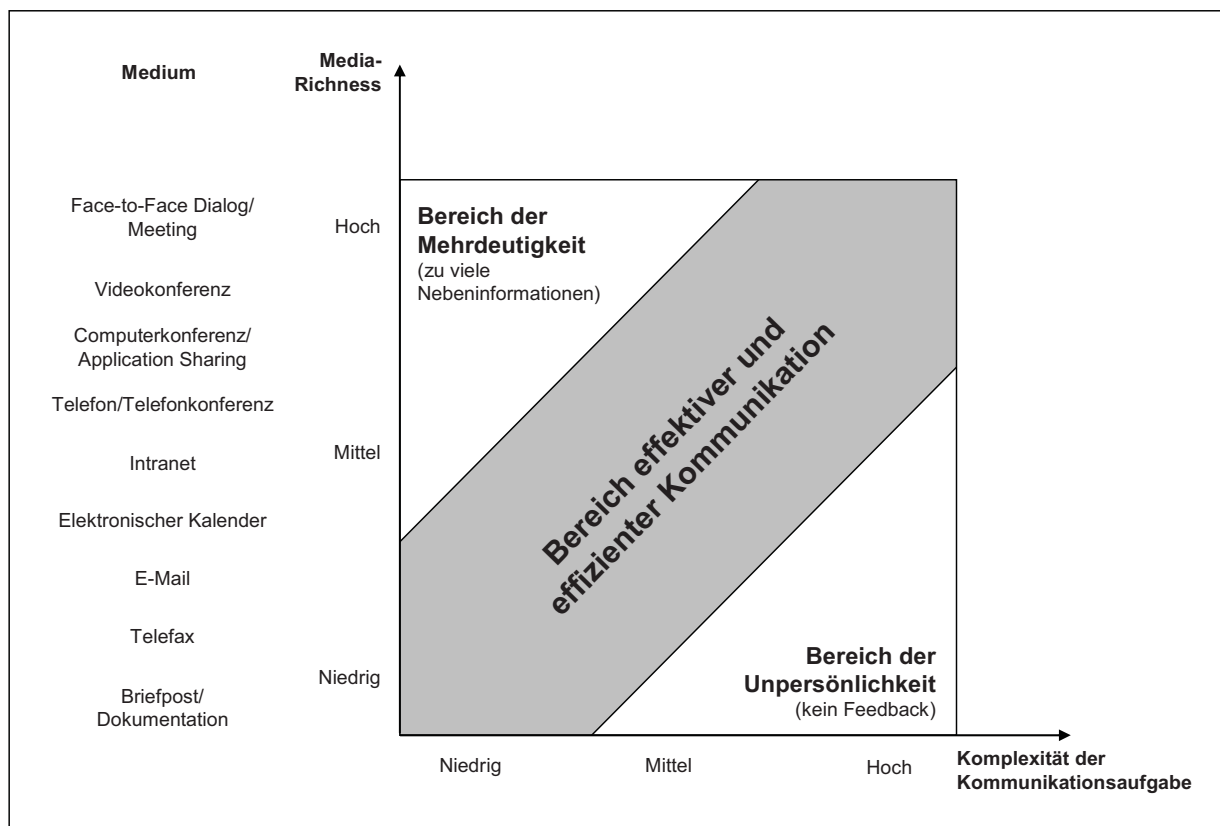 Medium
Media-
Richness
Face-to-Face Dialog/
Meeting
Videokonferenz
Computerkonferenz/
Application Sharing
Telefon/Telefonkonferenz
Intranet
Elektronischer Kalender
E-Mail
Telefax
Briefpost/
Dokumentation
Hoch
Mittel
Niedrig
Bereich der
Mehrdeutigkeit
(zu viele
Nebeninformationen)
Bereich effektiver und
effizienter Kommunikation
Bereich der
Unpersönlichkeit
(kein Feedback)
Niedrig
Mittel
Hoch
Komplexität der
Kommunikationsaufgabe